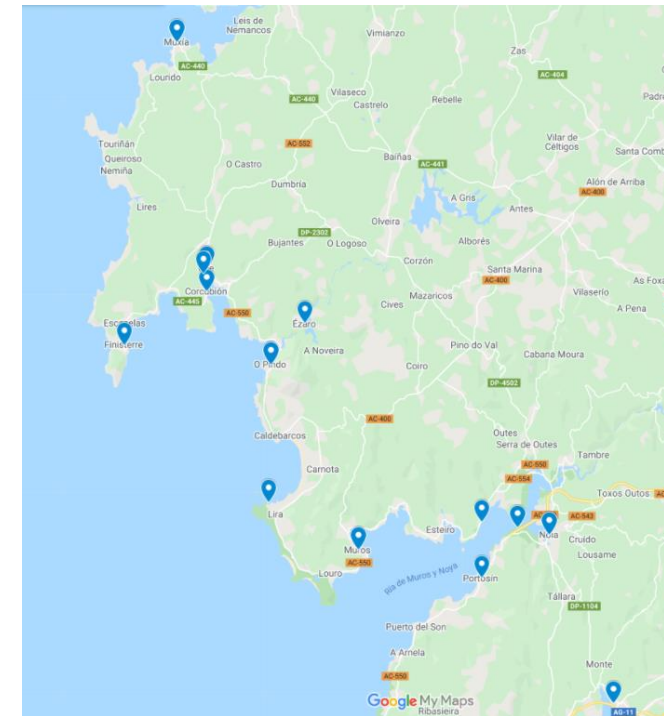 Leis de
Nemancos
Vimianzo
Muxía
Zas
AC-440
AC-404
Lourido
Vilaseco
Castrelo
Rebelle
Padre
AC-440
Touriñán
AC-552
Vilar de
Céltigos
Queiroso
Nemiña
O Castro
Baíñas
AC-441
Santa Comb
Dumbría
Alón de Arriba
AC-400
Lires
A Gris
Antes
Olveira
DP-2302
Bujantes
O Logoso
Alborés
Corzón
Santa Marina
AC-400
As Foxa
Corcubión
AC-445
Mazaricos
Vilaserío
AC-550
Cives
A Pena
Ézaro
Finisterre
Pino do Val
A Noveira
Cabana Moura
O Pindo
Coiro
DP-4502
AC-400
Caldebarcos
Outes
Serra de Outes
Tambre
Carnota
AC-550
AC-554
Toxos Outos
Lira
AC-543
Esteiro
Noia
Cruído
Muros
Lousame
AC-550
Louro
Ría de Muros y Noya
Portosín
Tállara
DP-1104
Puerto del Son
A Arnela
Monte
AC-550
Google My Maps
Ribasieira
AG-11